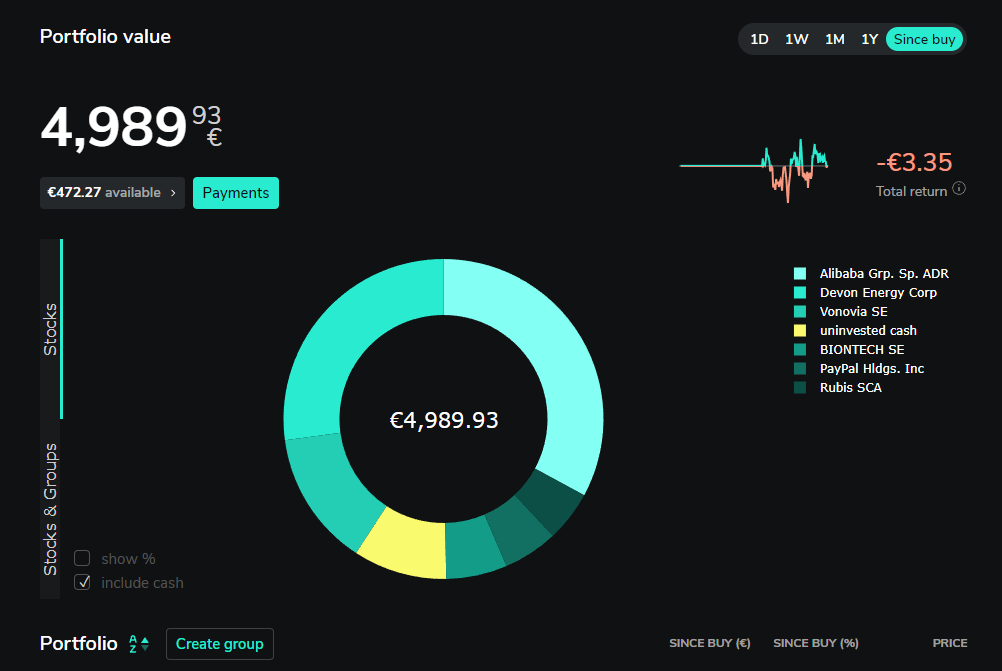 Portfolio value
1D 1W 1M 1Y Since buy
4,989 93 €
€472.27 available >
Payments
-€3.35
Total return
Stocks
Stocks & Groups
€4,989.93
Alibaba Grp. Sp. ADR
Devon Energy Corp
Vonovia SE
uninvested cash
BIONTECH SE
PayPal Hldgs. Inc
Rubis SCA
show %
include cash
Portfolio A Z Create group SINCE BUY (€) SINCE BUY (%) PRICE